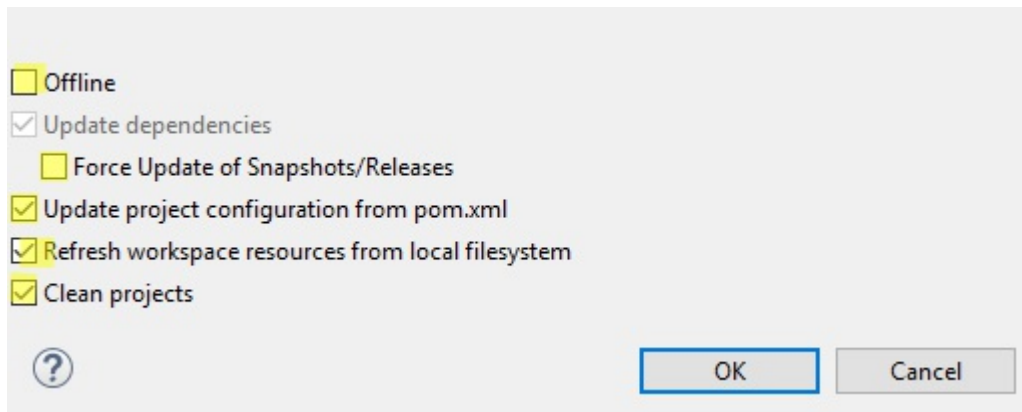 Offline
Update dependencies
Force Update of Snapshots/Releases
Update project configuration from pom.xml
Refresh workspace resources from local filesystem
Clean projects
?
OK Cancel